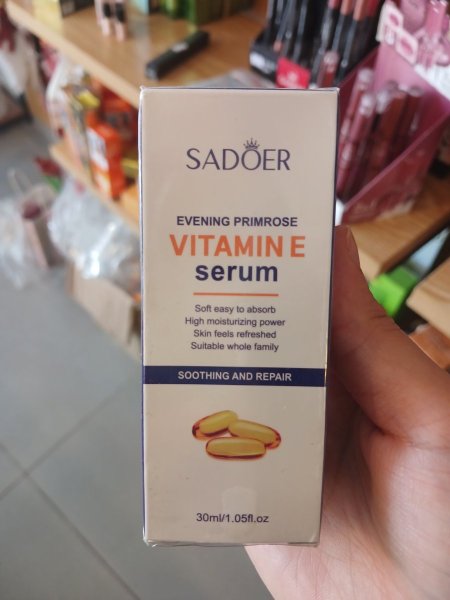 SADOER
EVENING PRIMROSE
VITAMIN E
serum
Soft easy to absorb
High moisturizing power
Skin feels refreshed
Suitable whole family
SOOTHING AND REPAIR
30ml/1.05fl.oz